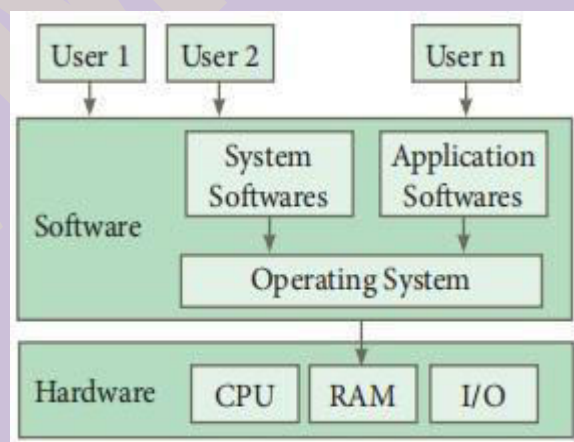 User 1
User 2
User n
System
Softwares
Application
Softwares
Software
Operating System
Hardware
CPU
RAM
I/O